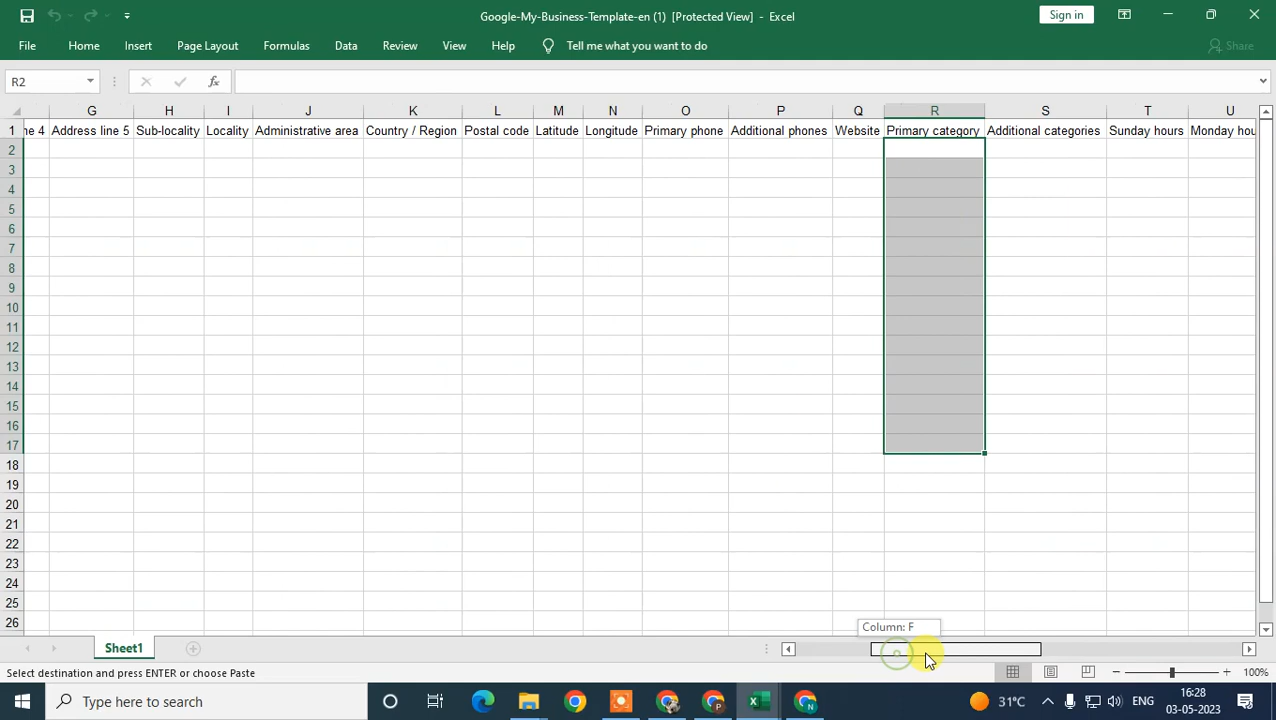 Google-My-Business-Template-en (1) [Protected View] - Excel
Sign in
File Home Insert Page Layout Formulas Data Review View Help Tell me what you want to do Share
R2 fx
G H I J K L M N O P Q R S T U
1 ne 4 Address line 5 Sub-locality Locality Administrative area Country / Region Postal code Latitude Longitude Primary phone Additional phones Website Primary category Additional categories Sunday hours Monday hou
2
3
4
5
6
7
8
9
10
11
12
13
14
15
16
17
18
19
20
21
22
23
24
25
26
Column: F
Sheet1
Select destination and press ENTER or choose Paste
100%
Type here to search
31°C
ENG
16:28
03-05-2023